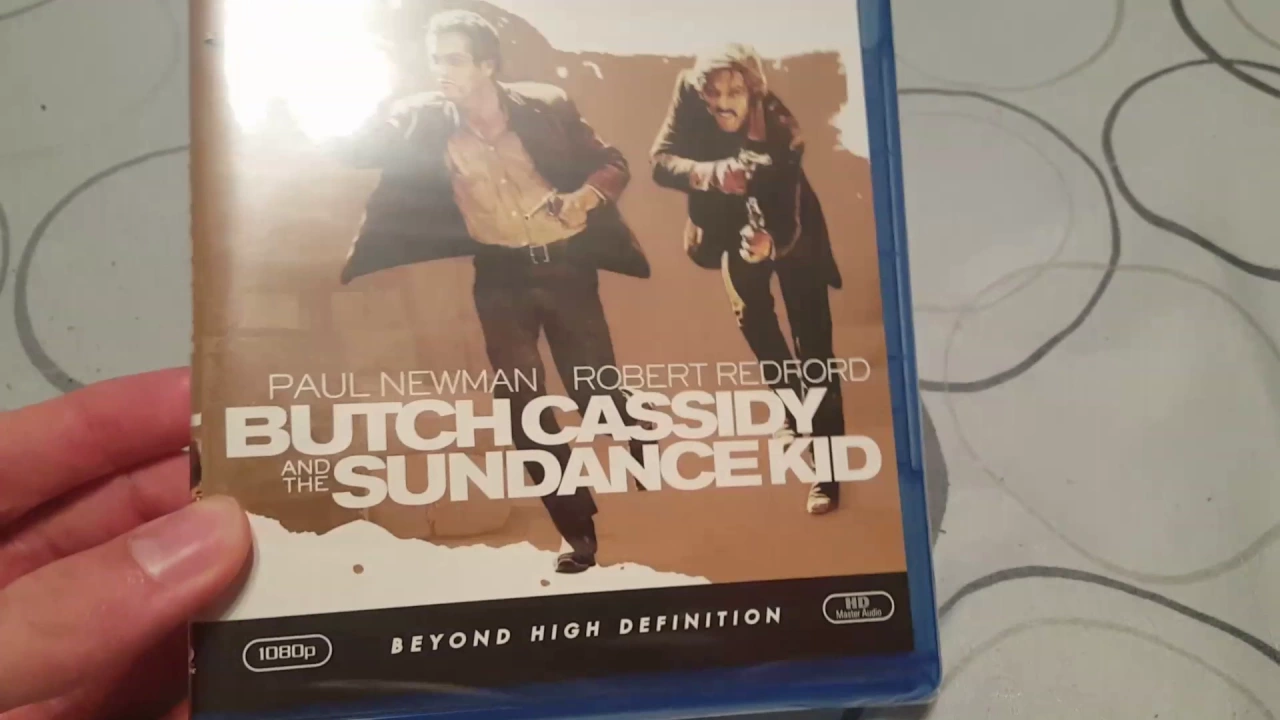 PAUL NEWMAN ROBERT REDFORD
BUTCH CASSIDY
AND THE SUNDANCE KID
1080p BEYOND HIGH DEFINITION HD Master Audio